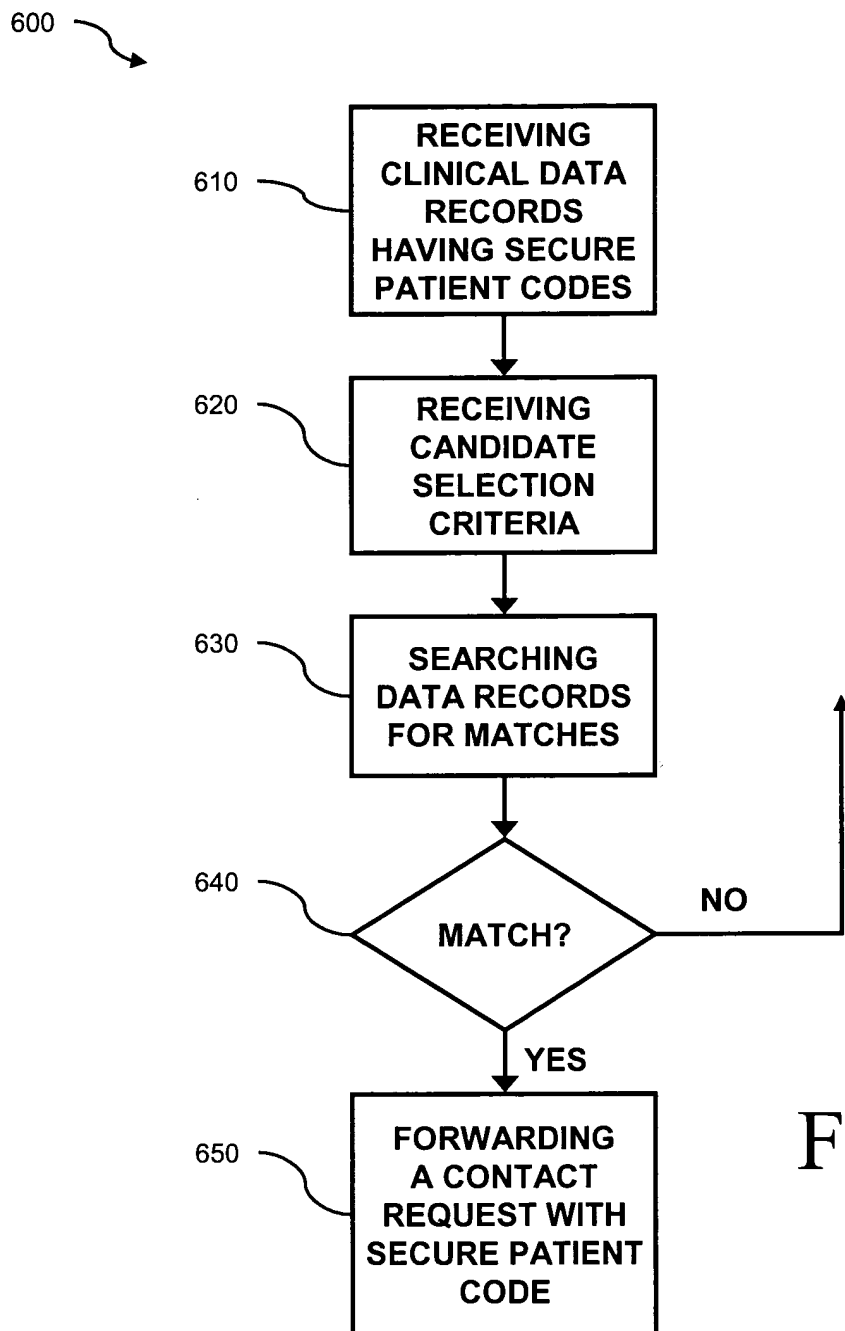 600
610
RECEIVING
CLINICAL DATA
RECORDS
HAVING SECURE
PATIENT CODES
620
RECEIVING
CANDIDATE
SELECTION
CRITERIA
630
SEARCHING
DATA RECORDS
FOR MATCHES
640
MATCH?
NO
YES
650
FORWARDING
A CONTACT
REQUEST WITH
SECURE PATIENT
CODE
F